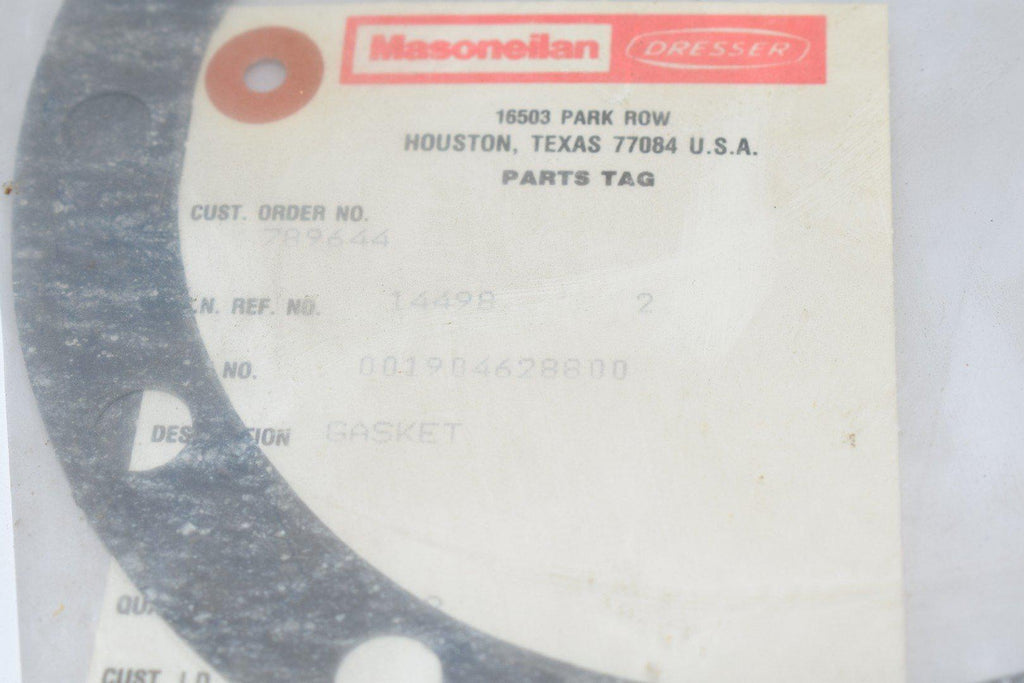 Masoneilan DRESSER
16503 PARK ROW
HOUSTON, TEXAS 77084 U.S.A.
PARTS TAG
CUST. ORDER NO.
789644
.N. REF. NO. 14498 2
NO. 001904628800
GASKET
CUST. I.D.